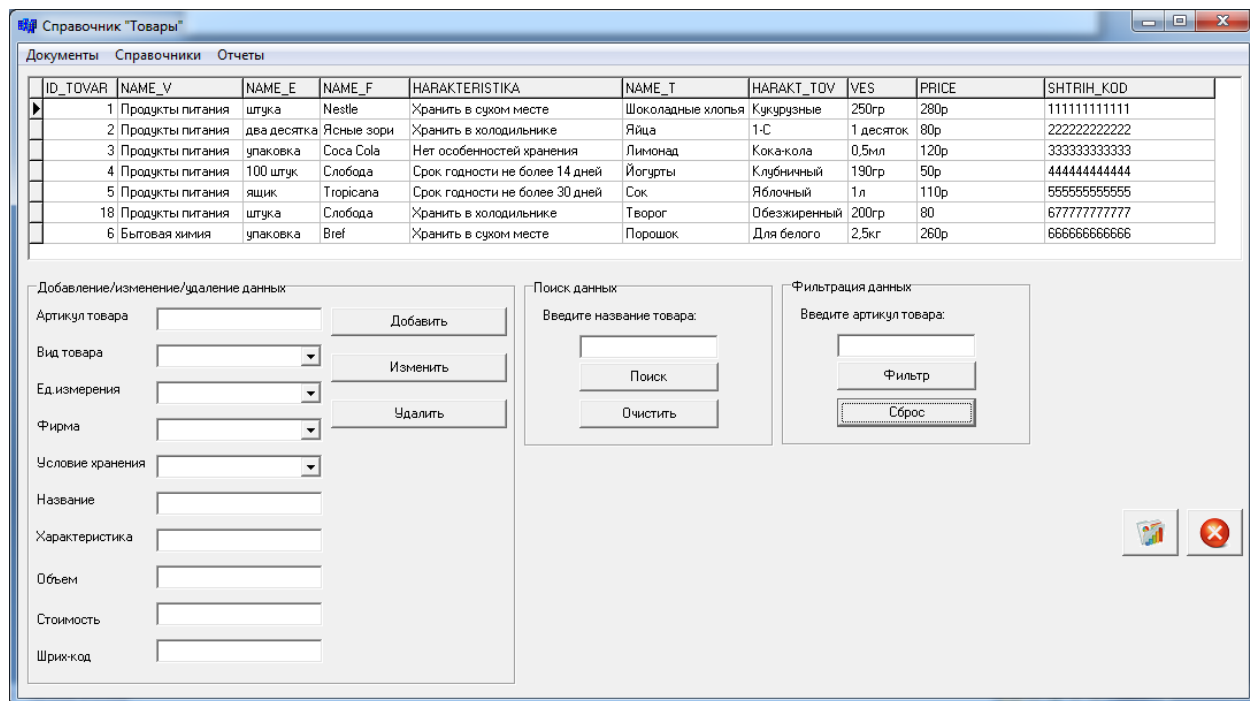 Справочник "Товары"
Документы Справочники Отчеты
ID_TOVAR NAME_V NAME_E NAME_F HARAKTERISTIKA NAME_T HARAKT_TOV VES PRICE SHTRIH_KOD
1 Продукты питания штука Nestle Хранить в сухом месте Шоколадные хлопья Кукурузные 250гр 280р 111111111111
2 Продукты питания два десятка Ясные зори Хранить в холодильнике Яйца 1-С 1 десяток 80р 222222222222
3 Продукты питания упаковка Coca Cola Нет особенностей хранения Лимонад Кока-кола 0,5мл 120р 333333333333
4 Продукты питания 100 штук Слобода Срок годности не более 14 дней Йогурты Клубничный 190гр 50р 444444444444
5 Продукты питания ящик Tropicana Срок годности не более 30 дней Сок Яблочный 1л 110р 555555555555
18 Продукты питания штука Слобода Хранить в холодильнике Творог Обезжиренный 200гр 80 677777777777
6 Бытовая химия упаковка Bref Хранить в сухом месте Порошок Для белого 2,5кг 260р 666666666666
Добавление/изменение/удаление данных
Артикул товара
Вид товара
Ед.измерения
Фирма
Условие хранения
Название
Характеристика
Объем
Стоимость
Шрих-код
Добавить
Изменить
Удалить
Поиск данных
Введите название товара:
Поиск
Очистить
Фильтрация данных
Введите артикул товара:
Фильтр
Сброс